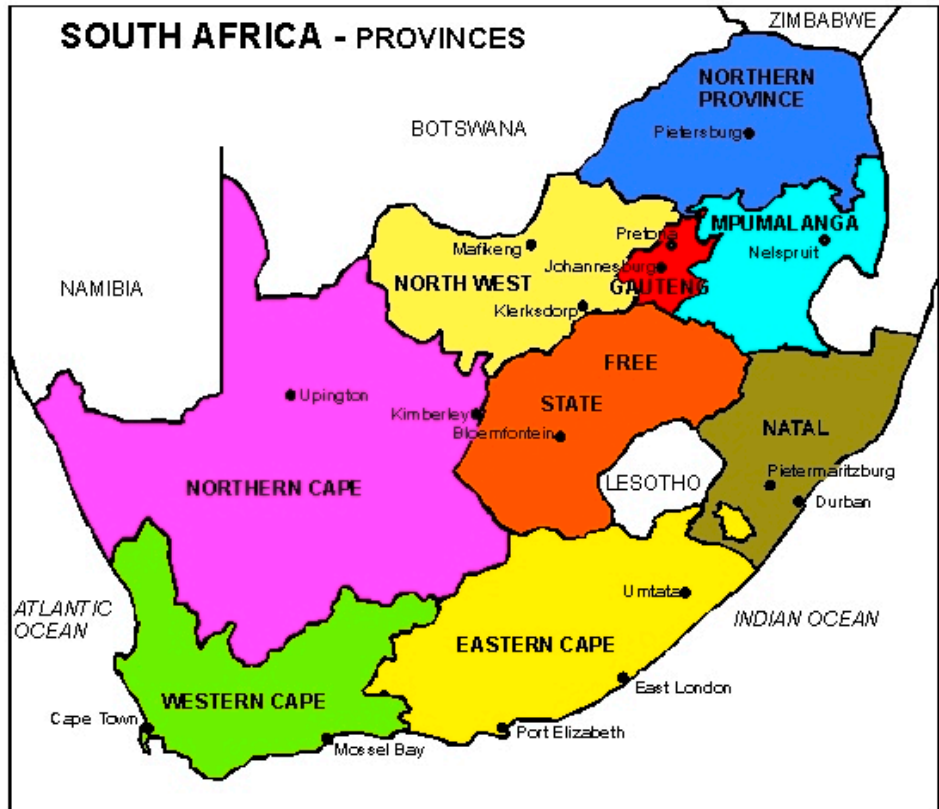 SOUTH AFRICA - PROVINCES
ZIMBABWE
NORTHERN
PROVINCE
BOTSWANA
Pietersburg
MPUMALANGA
Pretoria
Mafikeng
Nelspruit
Johannesburg
NORTH WEST
GAUTENG
NAMIBIA
Klerksdorp
FREE
STATE
Upington
Kimberley
Bloemfontein
NATAL
Pietermaritzburg
LESOTHO
NORTHERN CAPE
Durban
Umtata
ATLANTIC
OCEAN
INDIAN OCEAN
EASTERN CAPE
East London
WESTERN CAPE
Cape Town
Port Elizabeth
Mossel Bay